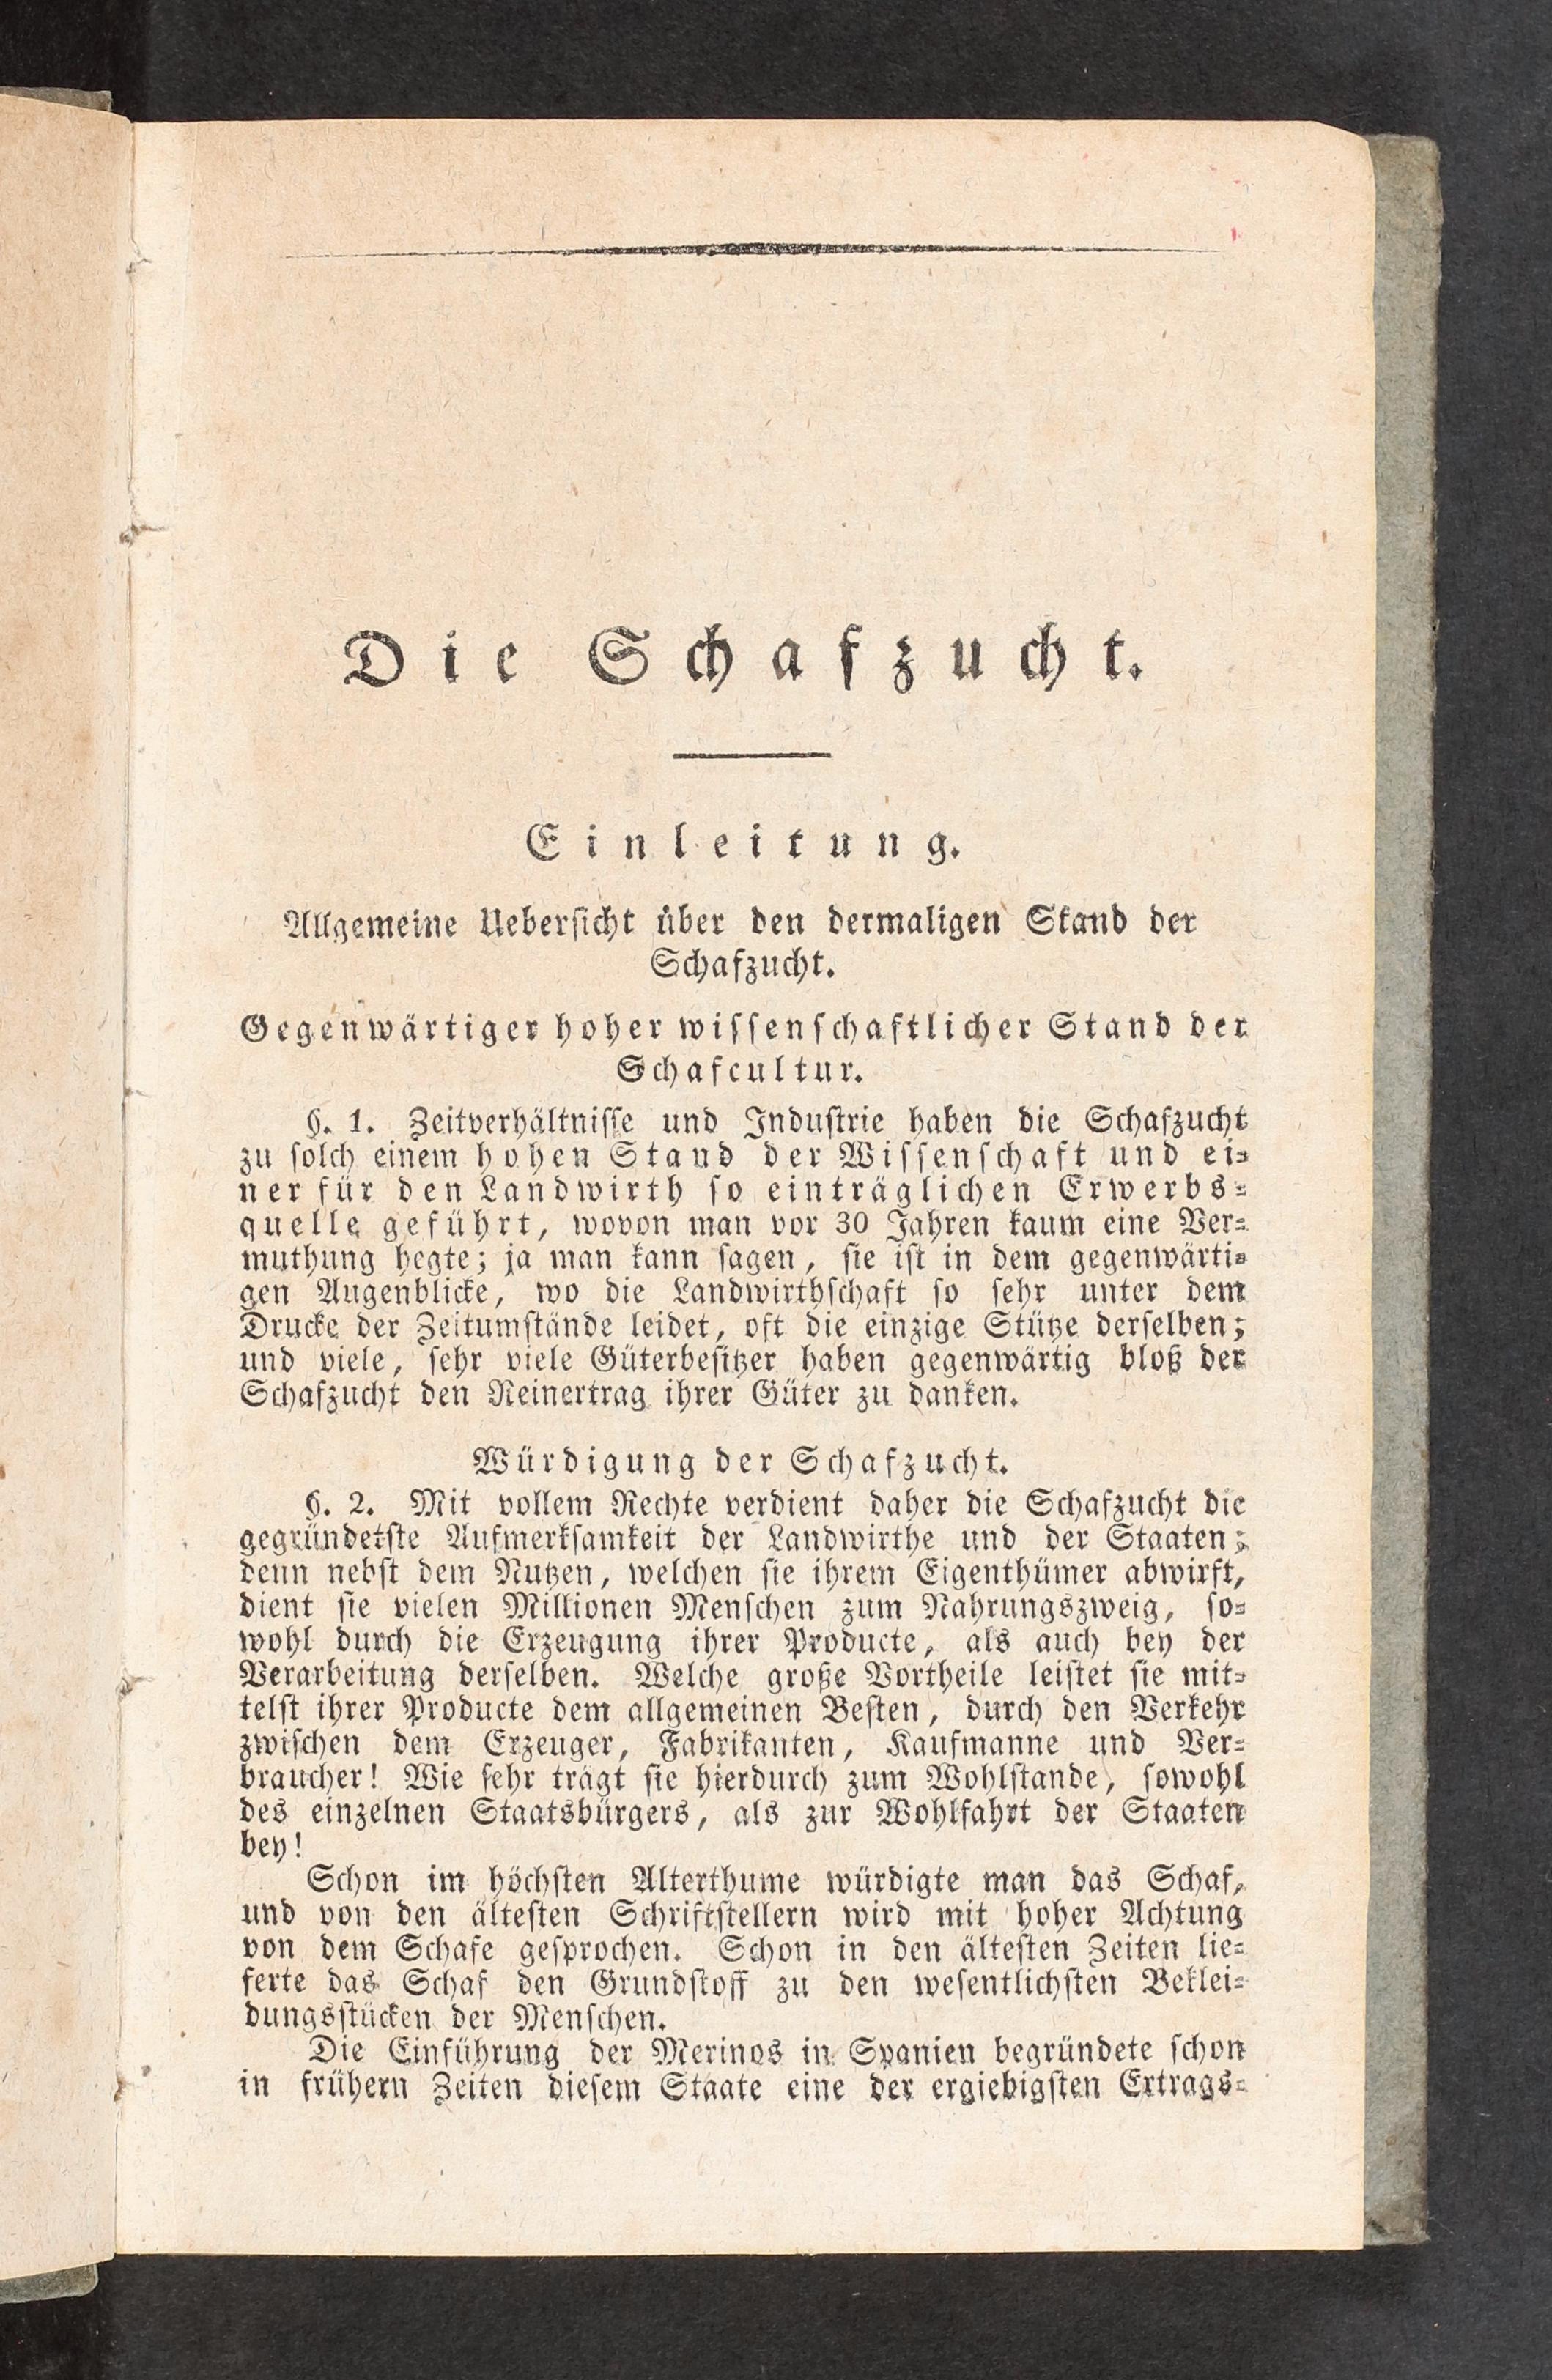 Die Schafzucht.
Einleitung.
Allgemeine Uebersicht über den dermaligen Stand der
Schafzucht.
Gegenwärtiger hoher wissenschaftlicher Stand der
Schafcultur.
§. 1. Zeitverhältnisse und Industrie haben die Schafzucht
zu solch einem hohen Stand der Wissenschaft und ei-
ner für den Landwirth so einträglichen Erwerbs-
quelle geführt, wovon man vor 30 Jahren kaum eine Ver-
muthung hegte; ja man kann sagen, sie ist in dem gegenwärti-
gen Augenblicke, wo die Landwirthschaft so sehr unter dem
Drucke der Zeitumstände leidet, oft die einzige Stütze derselben;
und viele, sehr viele Güterbesitzer haben gegenwärtig bloß der
Schafzucht den Reinertrag ihrer Güter zu danken.
Würdigung der Schafzucht.
§. 2. Mit vollem Rechte verdient daher die Schafzucht die
gegründetste Aufmerksamkeit der Landwirthe und der Staaten;
denn nebst dem Nutzen, welchen sie ihrem Eigenthümer abwirft,
dient sie vielen Millionen Menschen zum Nahrungszweig, so-
wohl durch die Erzeugung ihrer Producte, als auch bey der
Verarbeitung derselben. Welche große Vortheile leistet sie mit-
telst ihrer Producte dem allgemeinen Besten, durch den Verkehr
zwischen dem Erzeuger, Fabrikanten, Kaufmanne und Ver-
braucher! Wie sehr trägt sie hierdurch zum Wohlstande, sowohl
des einzelnen Staatsbürgers, als zur Wohlfahrt der Staaten
bey!
Schon im höchsten Alterthume würdigte man das Schaf,
und von den ältesten Schriftstellern wird mit hoher Achtung
von dem Schafe gesprochen. Schon in den ältesten Zeiten lie-
ferte das Schaf den Grundstoff zu den wesentlichsten Beklei-
dungsstücken der Menschen.
Die Einführung der Merinos in Spanien begründete schon
in frühern Zeiten diesem Staate eine der ergiebigsten Ertrags-